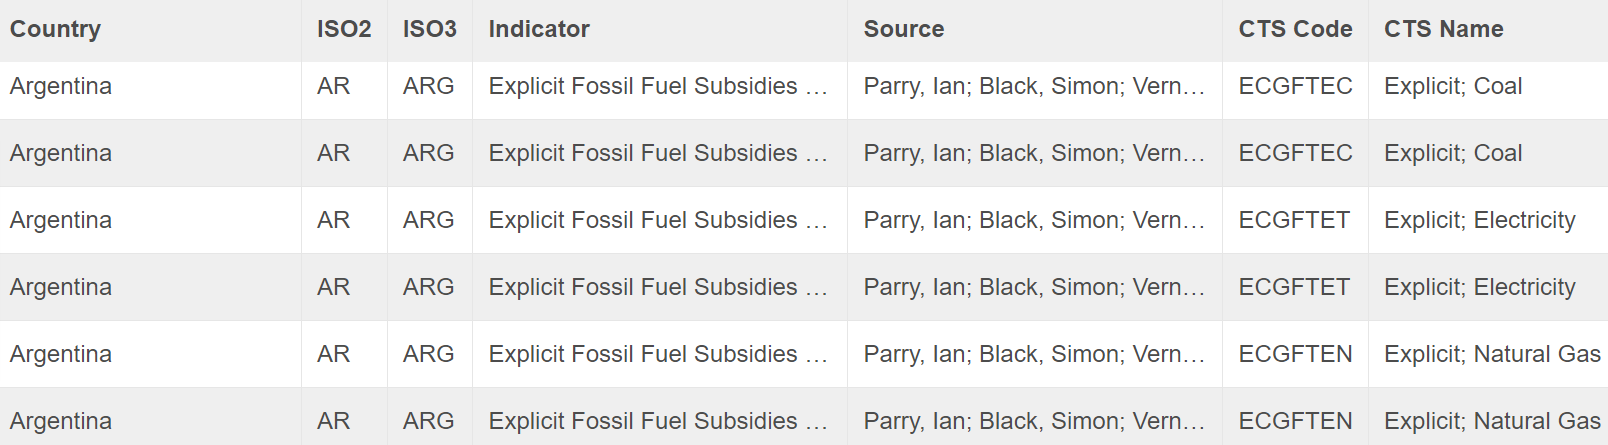 Country ISO2 ISO3 Indicator Source CTS Code CTS Name
Argentina AR ARG Explicit Fossil Fuel Subsidies … Parry, Ian; Black, Simon; Vern… ECGFTEC Explicit; Coal
Argentina AR ARG Explicit Fossil Fuel Subsidies … Parry, Ian; Black, Simon; Vern… ECGFTEC Explicit; Coal
Argentina AR ARG Explicit Fossil Fuel Subsidies … Parry, Ian; Black, Simon; Vern… ECGFTET Explicit; Electricity
Argentina AR ARG Explicit Fossil Fuel Subsidies … Parry, Ian; Black, Simon; Vern… ECGFTET Explicit; Electricity
Argentina AR ARG Explicit Fossil Fuel Subsidies … Parry, Ian; Black, Simon; Vern… ECGFTEN Explicit; Natural Gas
Argentina AR ARG Explicit Fossil Fuel Subsidies … Parry, Ian; Black, Simon; Vern… ECGFTEN Explicit; Natural Gas